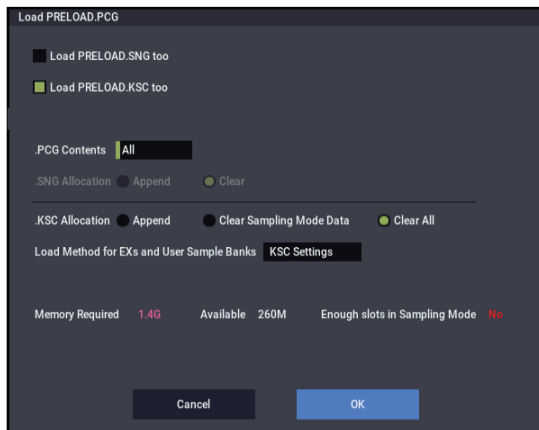 Load PRELOAD.PCG
Load PRELOAD.SNG too
Load PRELOAD.KSC too
.PCG Contents All
.SNG Allocation Append Clear
.KSC Allocation Append Clear Sampling Mode Data Clear All
Load Method for EXs and User Sample Banks KSC Settings
Memory Required 1.4G Available 260M Enough slots in Sampling Mode No
Cancel OK